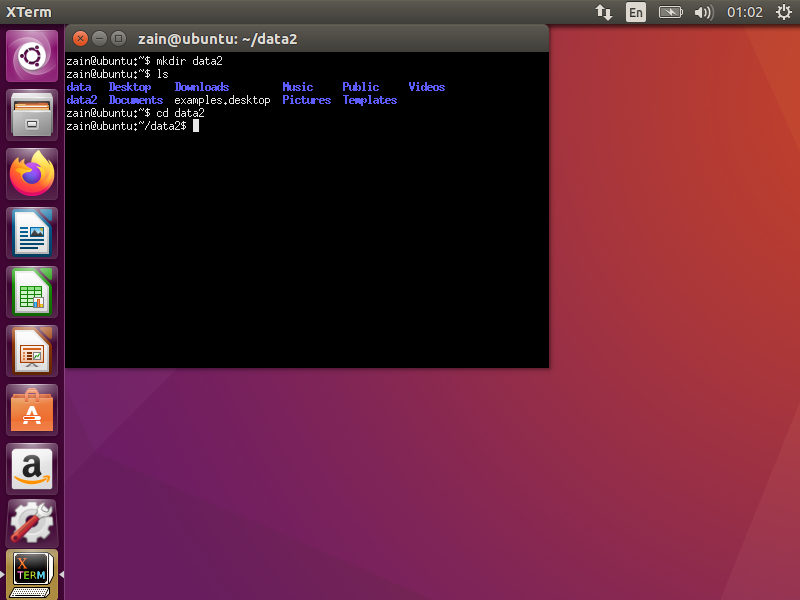 XTerm
En
01:02
zain@ubuntu: ~/data2
zain@ubuntu:~$ mkdir data2
zain@ubuntu:~$ ls
data Desktop Downloads Music Public Videos
data2 Documents examples.desktop Pictures Templates
zain@ubuntu:~$ cd data2
zain@ubuntu:~/data2$
A
a
X
TERM